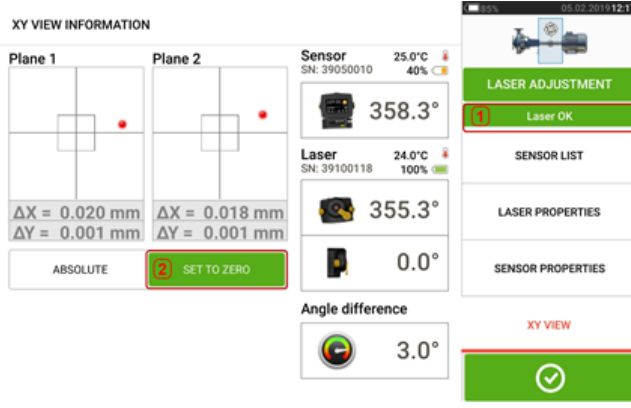 85% 05.02.2019 12:1
XY VIEW INFORMATION
Plane 1
Plane 2
ΔX = 0.020 mm
ΔY = 0.001 mm
ΔX = 0.018 mm
ΔY = 0.001 mm
ABSOLUTE
2 SET TO ZERO
Sensor 25.0°C
SN: 39050010 40%
358.3°
Laser 24.0°C
SN: 39100118 100%
355.3°
0.0°
Angle difference
3.0°
LASER ADJUSTMENT
1 Laser OK
SENSOR LIST
LASER PROPERTIES
SENSOR PROPERTIES
XY VIEW